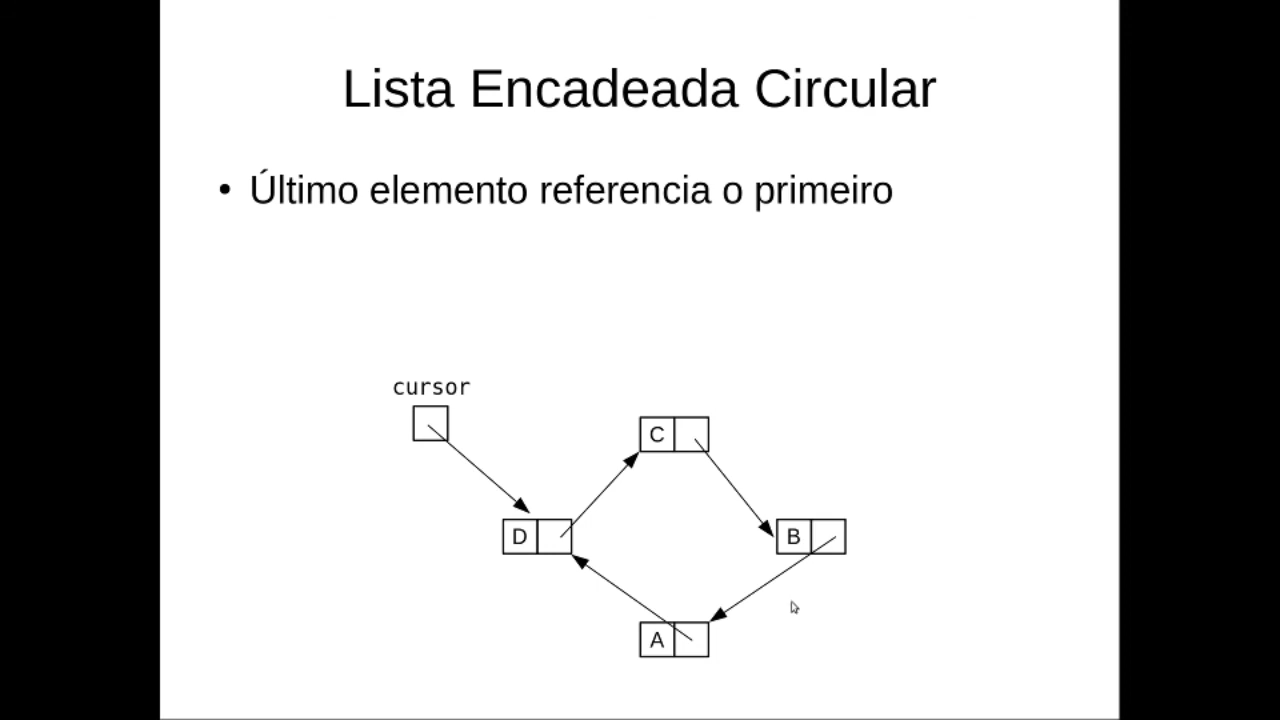 Lista Encadeada Circular
• Último elemento referencia o primeiro
cursor
C
D
B
A